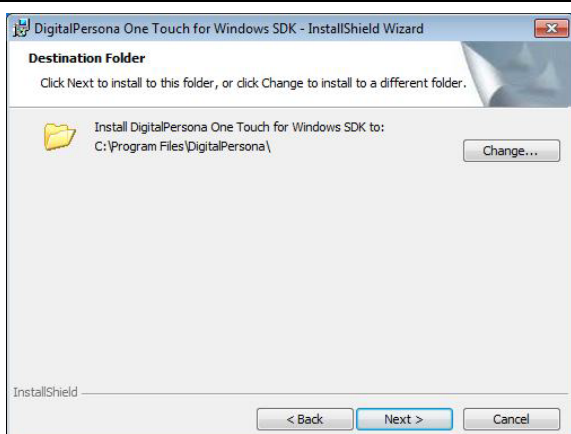 DigitalPersona One Touch for Windows SDK - InstallShield Wizard
Destination Folder
Click Next to install to this folder, or click Change to install to a different folder.
Install DigitalPersona One Touch for Windows SDK to:
C:\Program Files\DigitalPersona\
Change...
InstallShield
< Back
Next >
Cancel